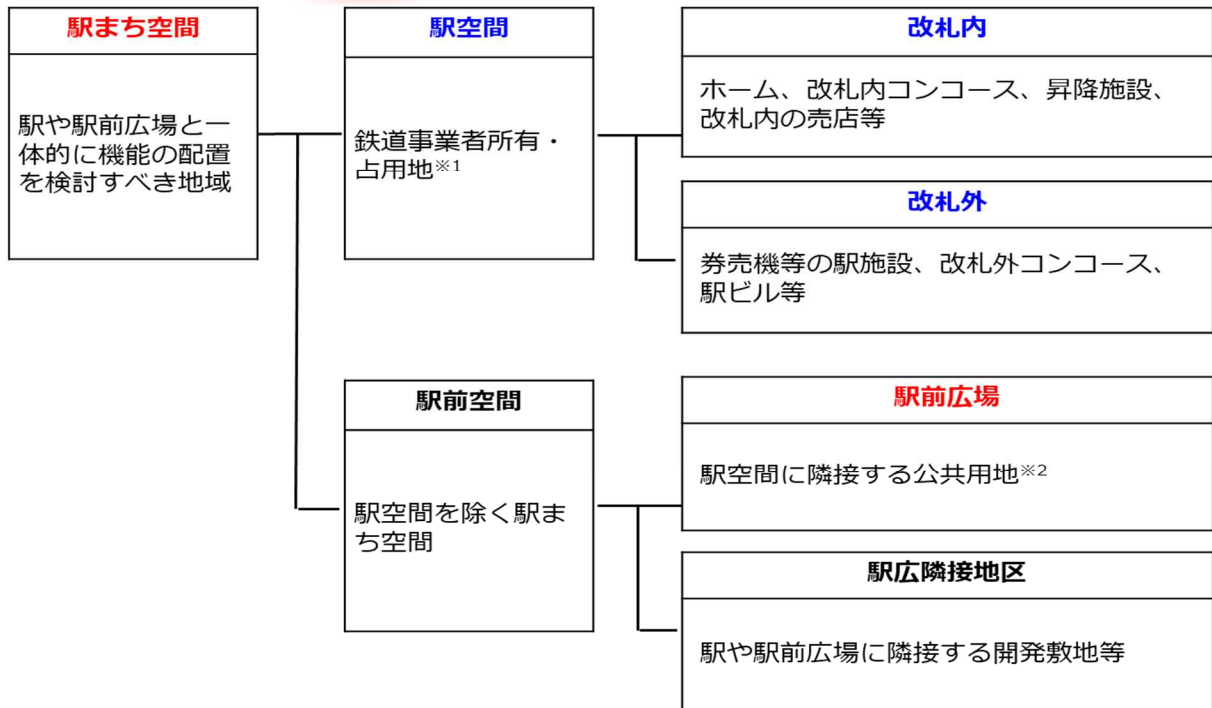 駅まち空間
駅や駅前広場と一
体的に機能の配置
を検討すべき地域
駅空間
鉄道事業者所有・
占用地※1
改札内
ホーム、改札内コンコース、昇降施設、
改札内の売店等
改札外
券売機等の駅施設、改札外コンコース、
駅ビル等
駅前空間
駅空間を除く駅ま
ち空間
駅前広場
駅空間に隣接する公共用地※2
駅広隣接地区
駅や駅前広場に隣接する開発敷地等